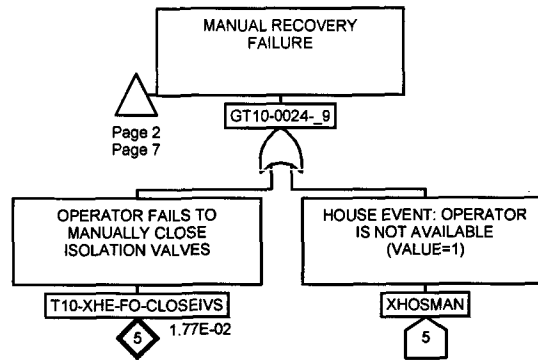 MANUAL RECOVERY
FAILURE
Page 2
Page 7
GT10-0024-_9
OPERATOR FAILS TO
MANUALLY CLOSE
ISOLATION VALVES
T10-XHE-FO-CLOSEIVS
5
1.77E-02
HOUSE EVENT: OPERATOR
IS NOT AVAILABLE
(VALUE=1)
XHOSMAN
5